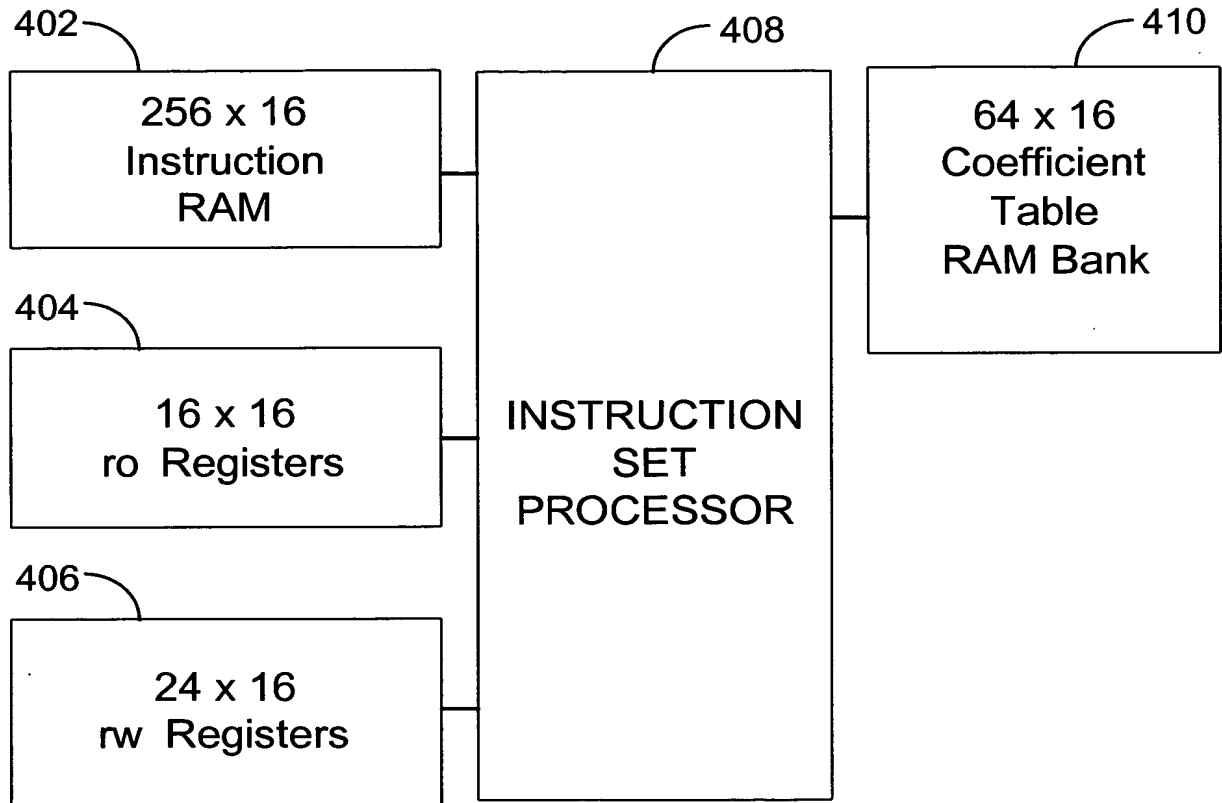 402
256 x 16
Instruction
RAM
404
16 x 16
ro Registers
406
24 x 16
rw Registers
408
INSTRUCTION
SET
PROCESSOR
410
64 x 16
Coefficient
Table
RAM Bank